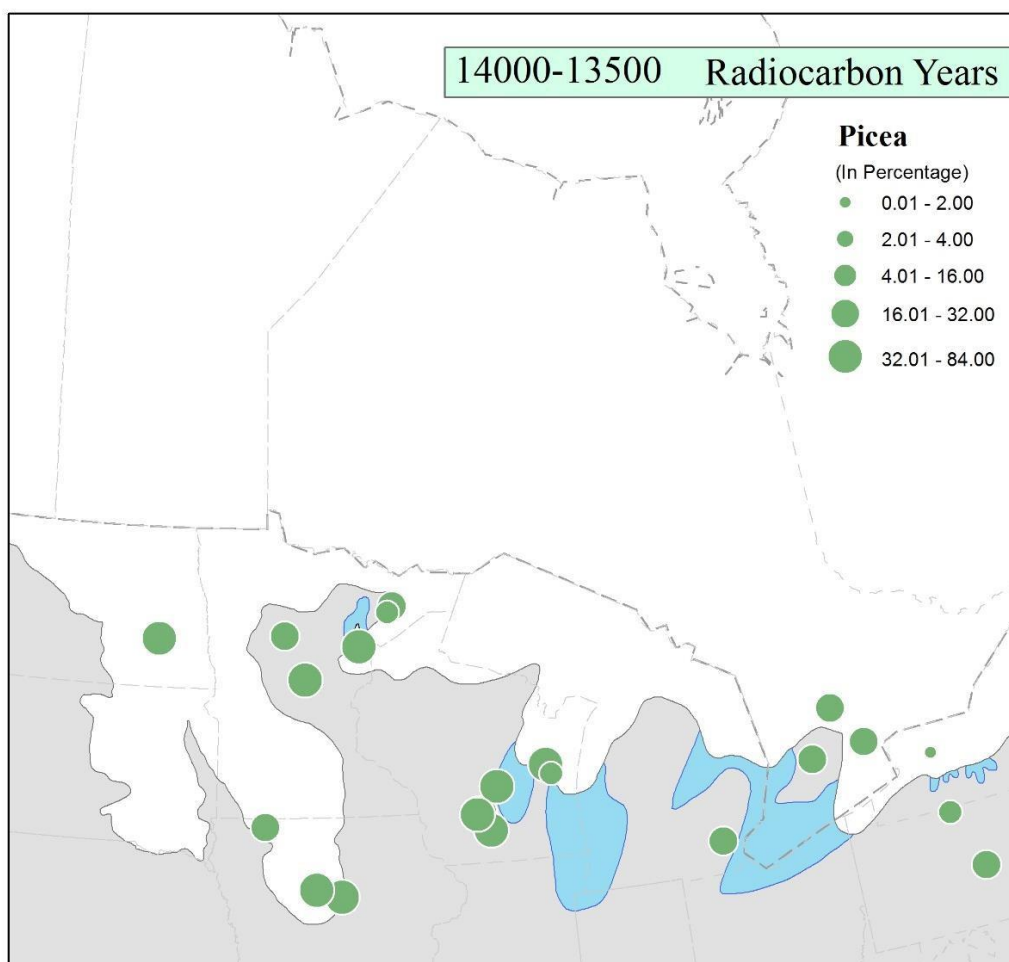 14000-13500 Radiocarbon Years
Picea
(In Percentage)
0.01 - 2.00
2.01 - 4.00
4.01 - 16.00
16.01 - 32.00
32.01 - 84.00